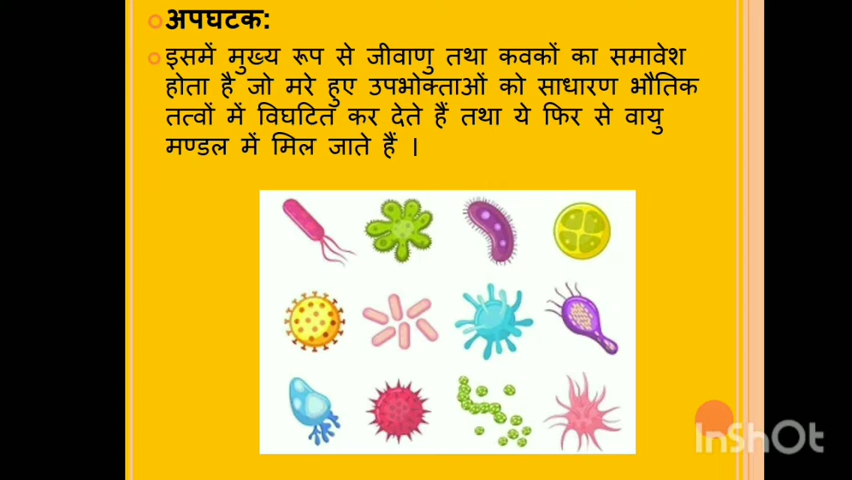 अपघटक:
इसमें मुख्य रूप से जीवाणु तथा कवकों का समावेश
होता है जो मरे हुए उपभोक्ताओं को साधारण भौतिक
तत्वों में विघटित कर देते हैं तथा ये फिर से वायु
मण्डल में मिल जाते हैं ।
InShOt